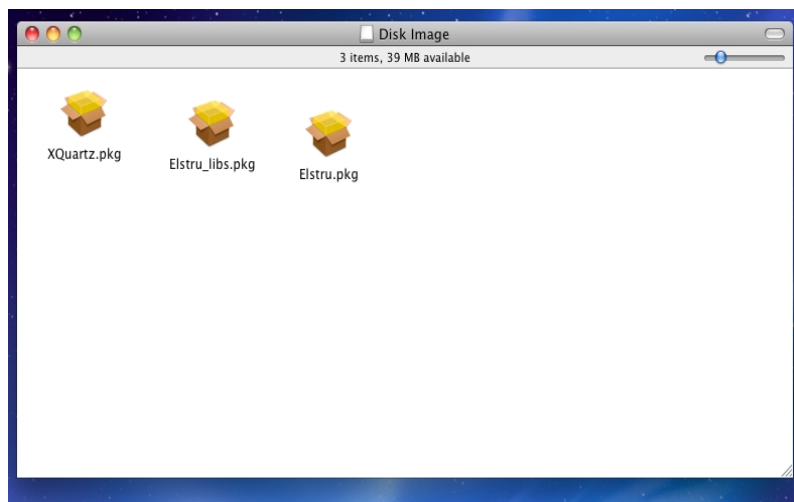 Disk Image
3 items, 39 MB available
XQuartz.pkg
Elstru_libs.pkg
Elstru.pkg